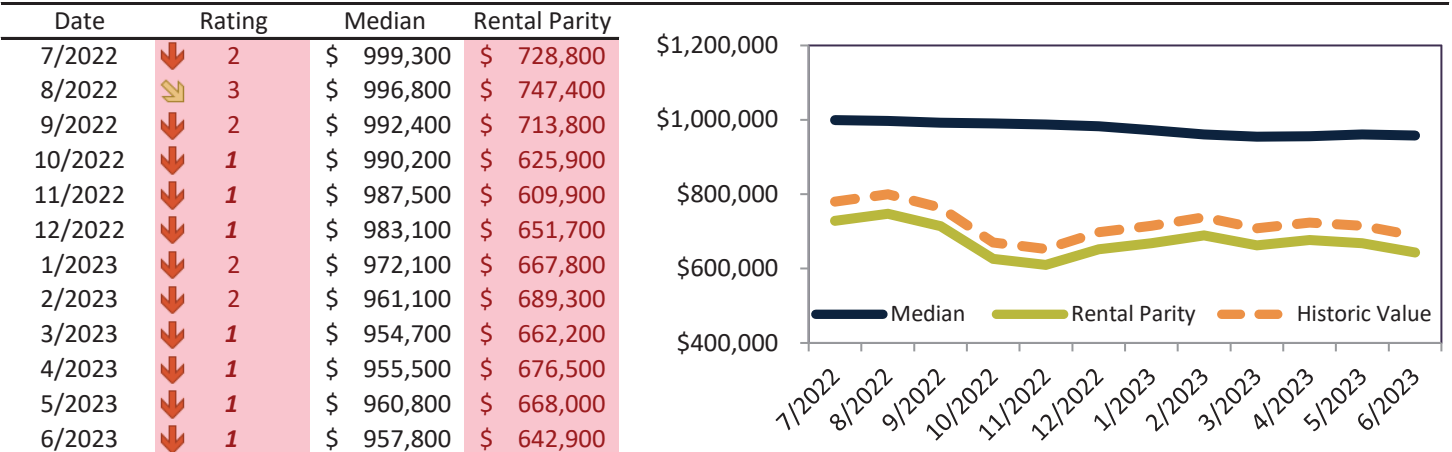 Date Rating Median Rental Parity
7/2022 2 $ 999,300 $ 728,800
8/2022 3 $ 996,800 $ 747,400
9/2022 2 $ 992,400 $ 713,800
10/2022 1 $ 990,200 $ 625,900
11/2022 1 $ 987,500 $ 609,900
12/2022 1 $ 983,100 $ 651,700
1/2023 2 $ 972,100 $ 667,800
2/2023 2 $ 961,100 $ 689,300
3/2023 1 $ 954,700 $ 662,200
4/2023 1 $ 955,500 $ 676,500
5/2023 1 $ 960,800 $ 668,000
6/2023 1 $ 957,800 $ 642,900
$1,200,000
$1,000,000
$800,000
$600,000
$400,000
Median Rental Parity Historic Value
7/2022 8/2022 9/2022 10/2022 11/2022 12/2022 1/2023 2/2023 3/2023 4/2023 5/2023 6/2023